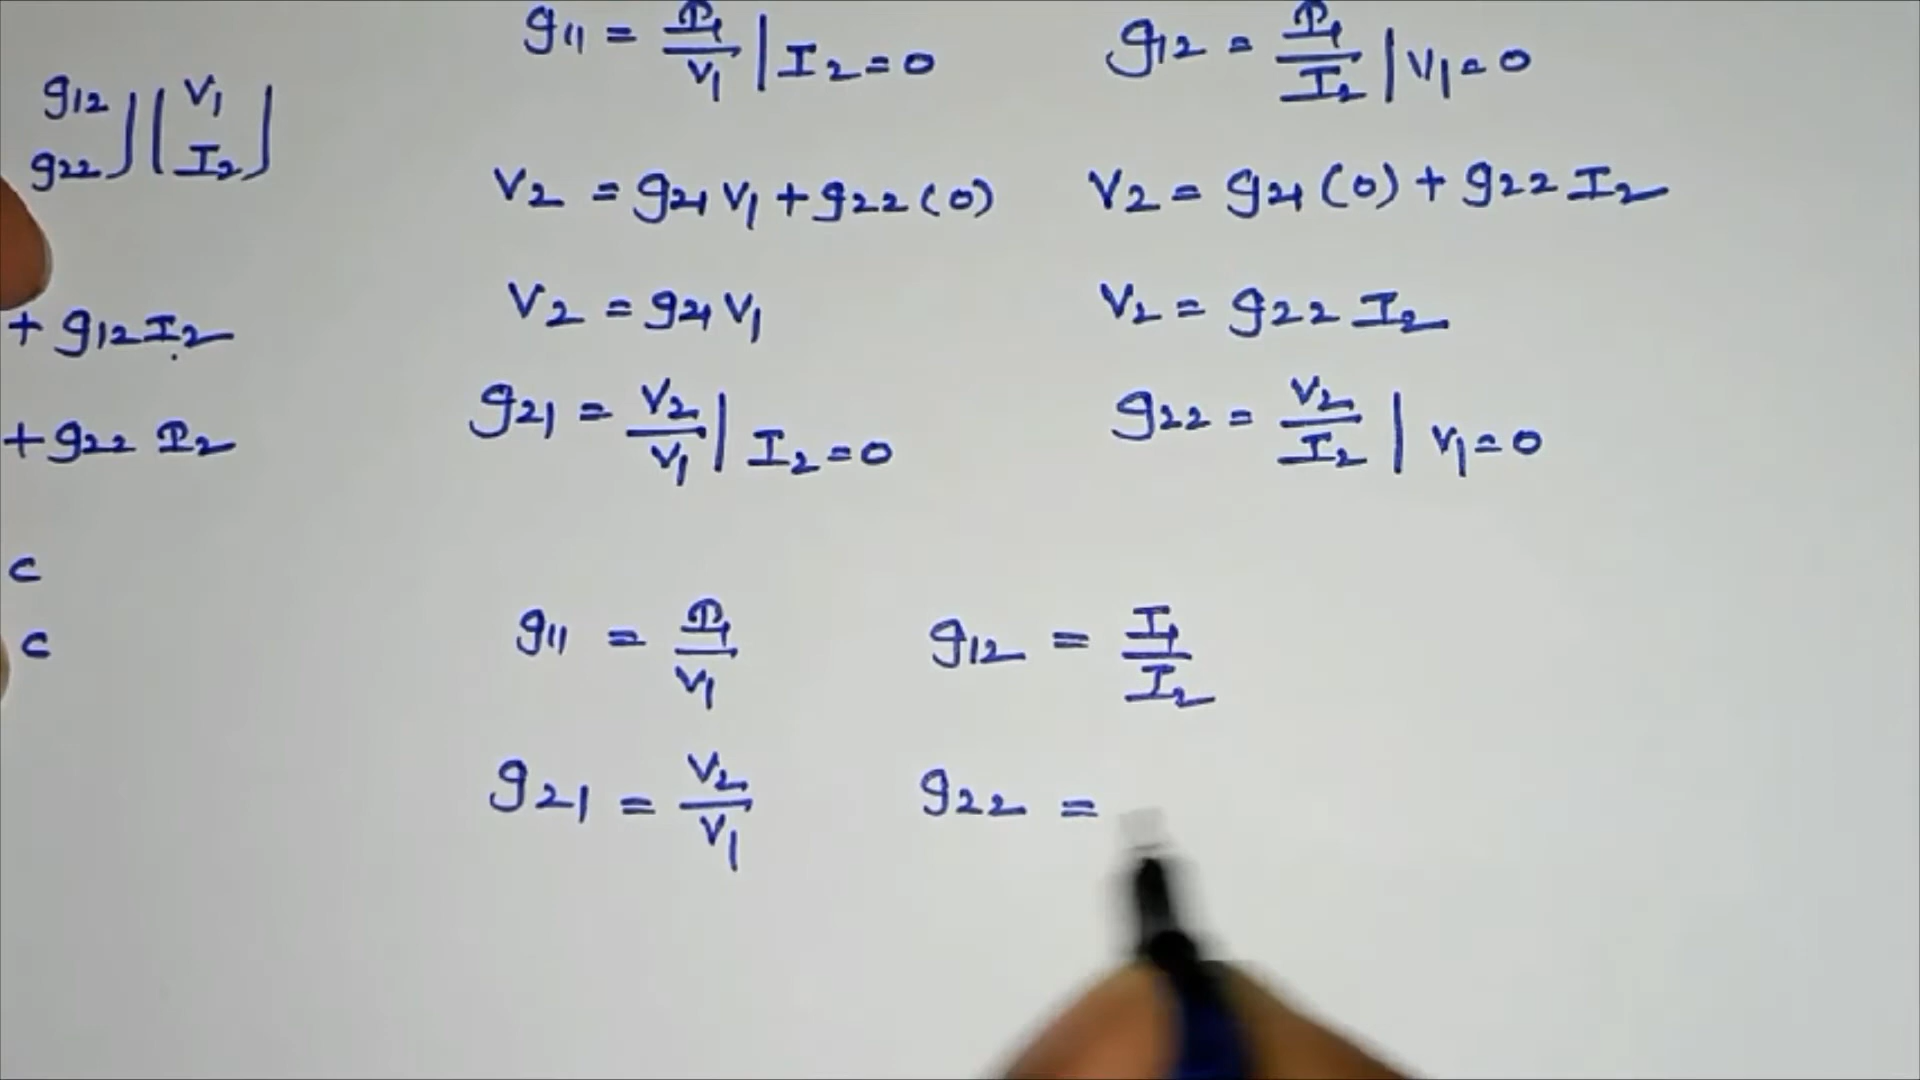 g11 = I1/V1 | I2=0
g12 = I1/I2 | V1=0
g12 ] [ V1 ]
g22 ] [ I2 ]
V2 = g21 V1 + g22 (0)
V2 = g21 (0) + g22 I2
+ g12 I2
V2 = g21 V1
V2 = g22 I2
+ g22 I2
g21 = V2/V1 | I2=0
g22 = V2/I2 | V1=0
c
c
g11 = I1/V1
g12 = I1/I2
g21 = V2/V1
g22 =